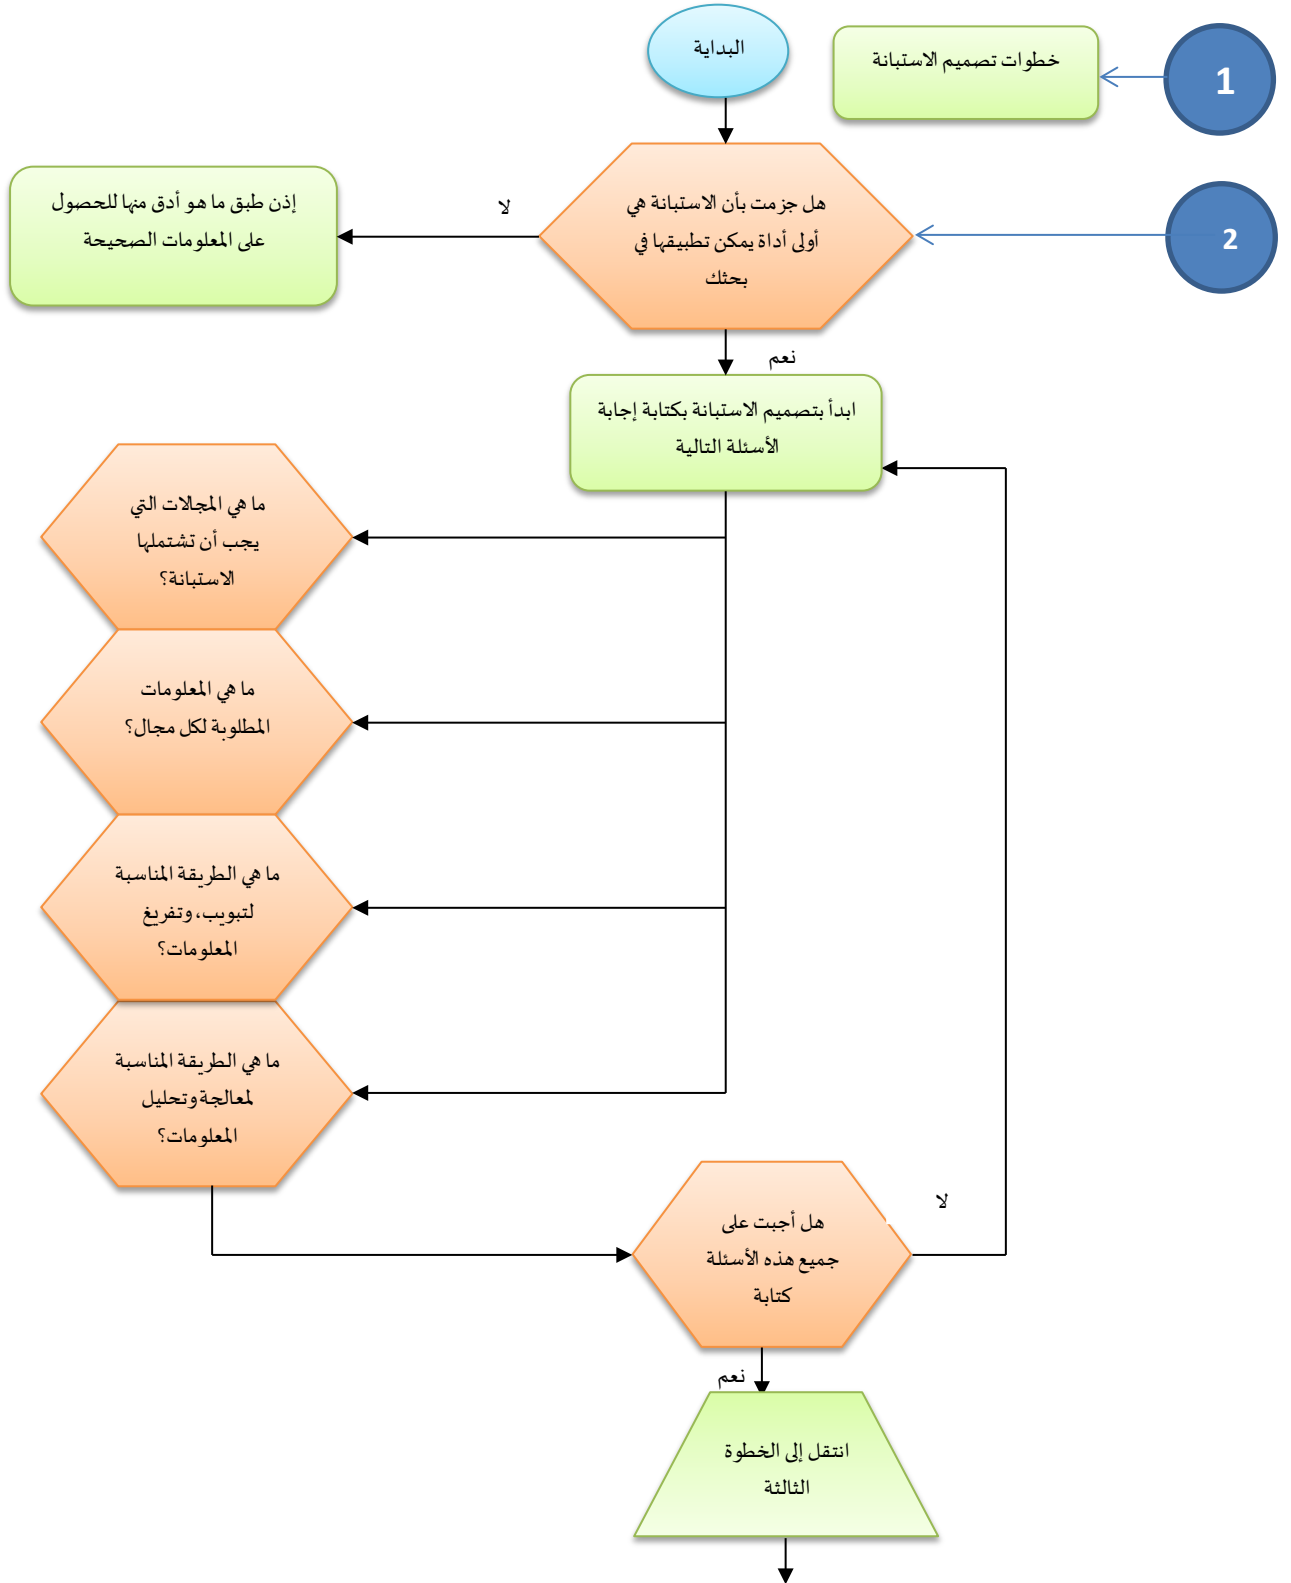 البداية
خطوات تصميم الاستبانة
1
هل جزمت بأن الاستبانة هي
أولى أداة يمكن تطبيقها في
بحثك
2
لا
إذن طبق ما هو أدق منها للحصول
على المعلومات الصحيحة
نعم
ابدأ بتصميم الاستبانة بكتابة إجابة
الأسئلة التالية
ما هي المجالات التي
يجب أن تشتملها
الاستبانة؟
ما هي المعلومات
المطلوبة لكل مجال؟
ما هي الطريقة المناسبة
لتبويب، وتفريغ
المعلومات؟
ما هي الطريقة المناسبة
لمعالجة وتحليل
المعلومات؟
هل أجبت على
جميع هذه الأسئلة
كتابة
لا
نعم
انتقل إلى الخطوة
الثالثة